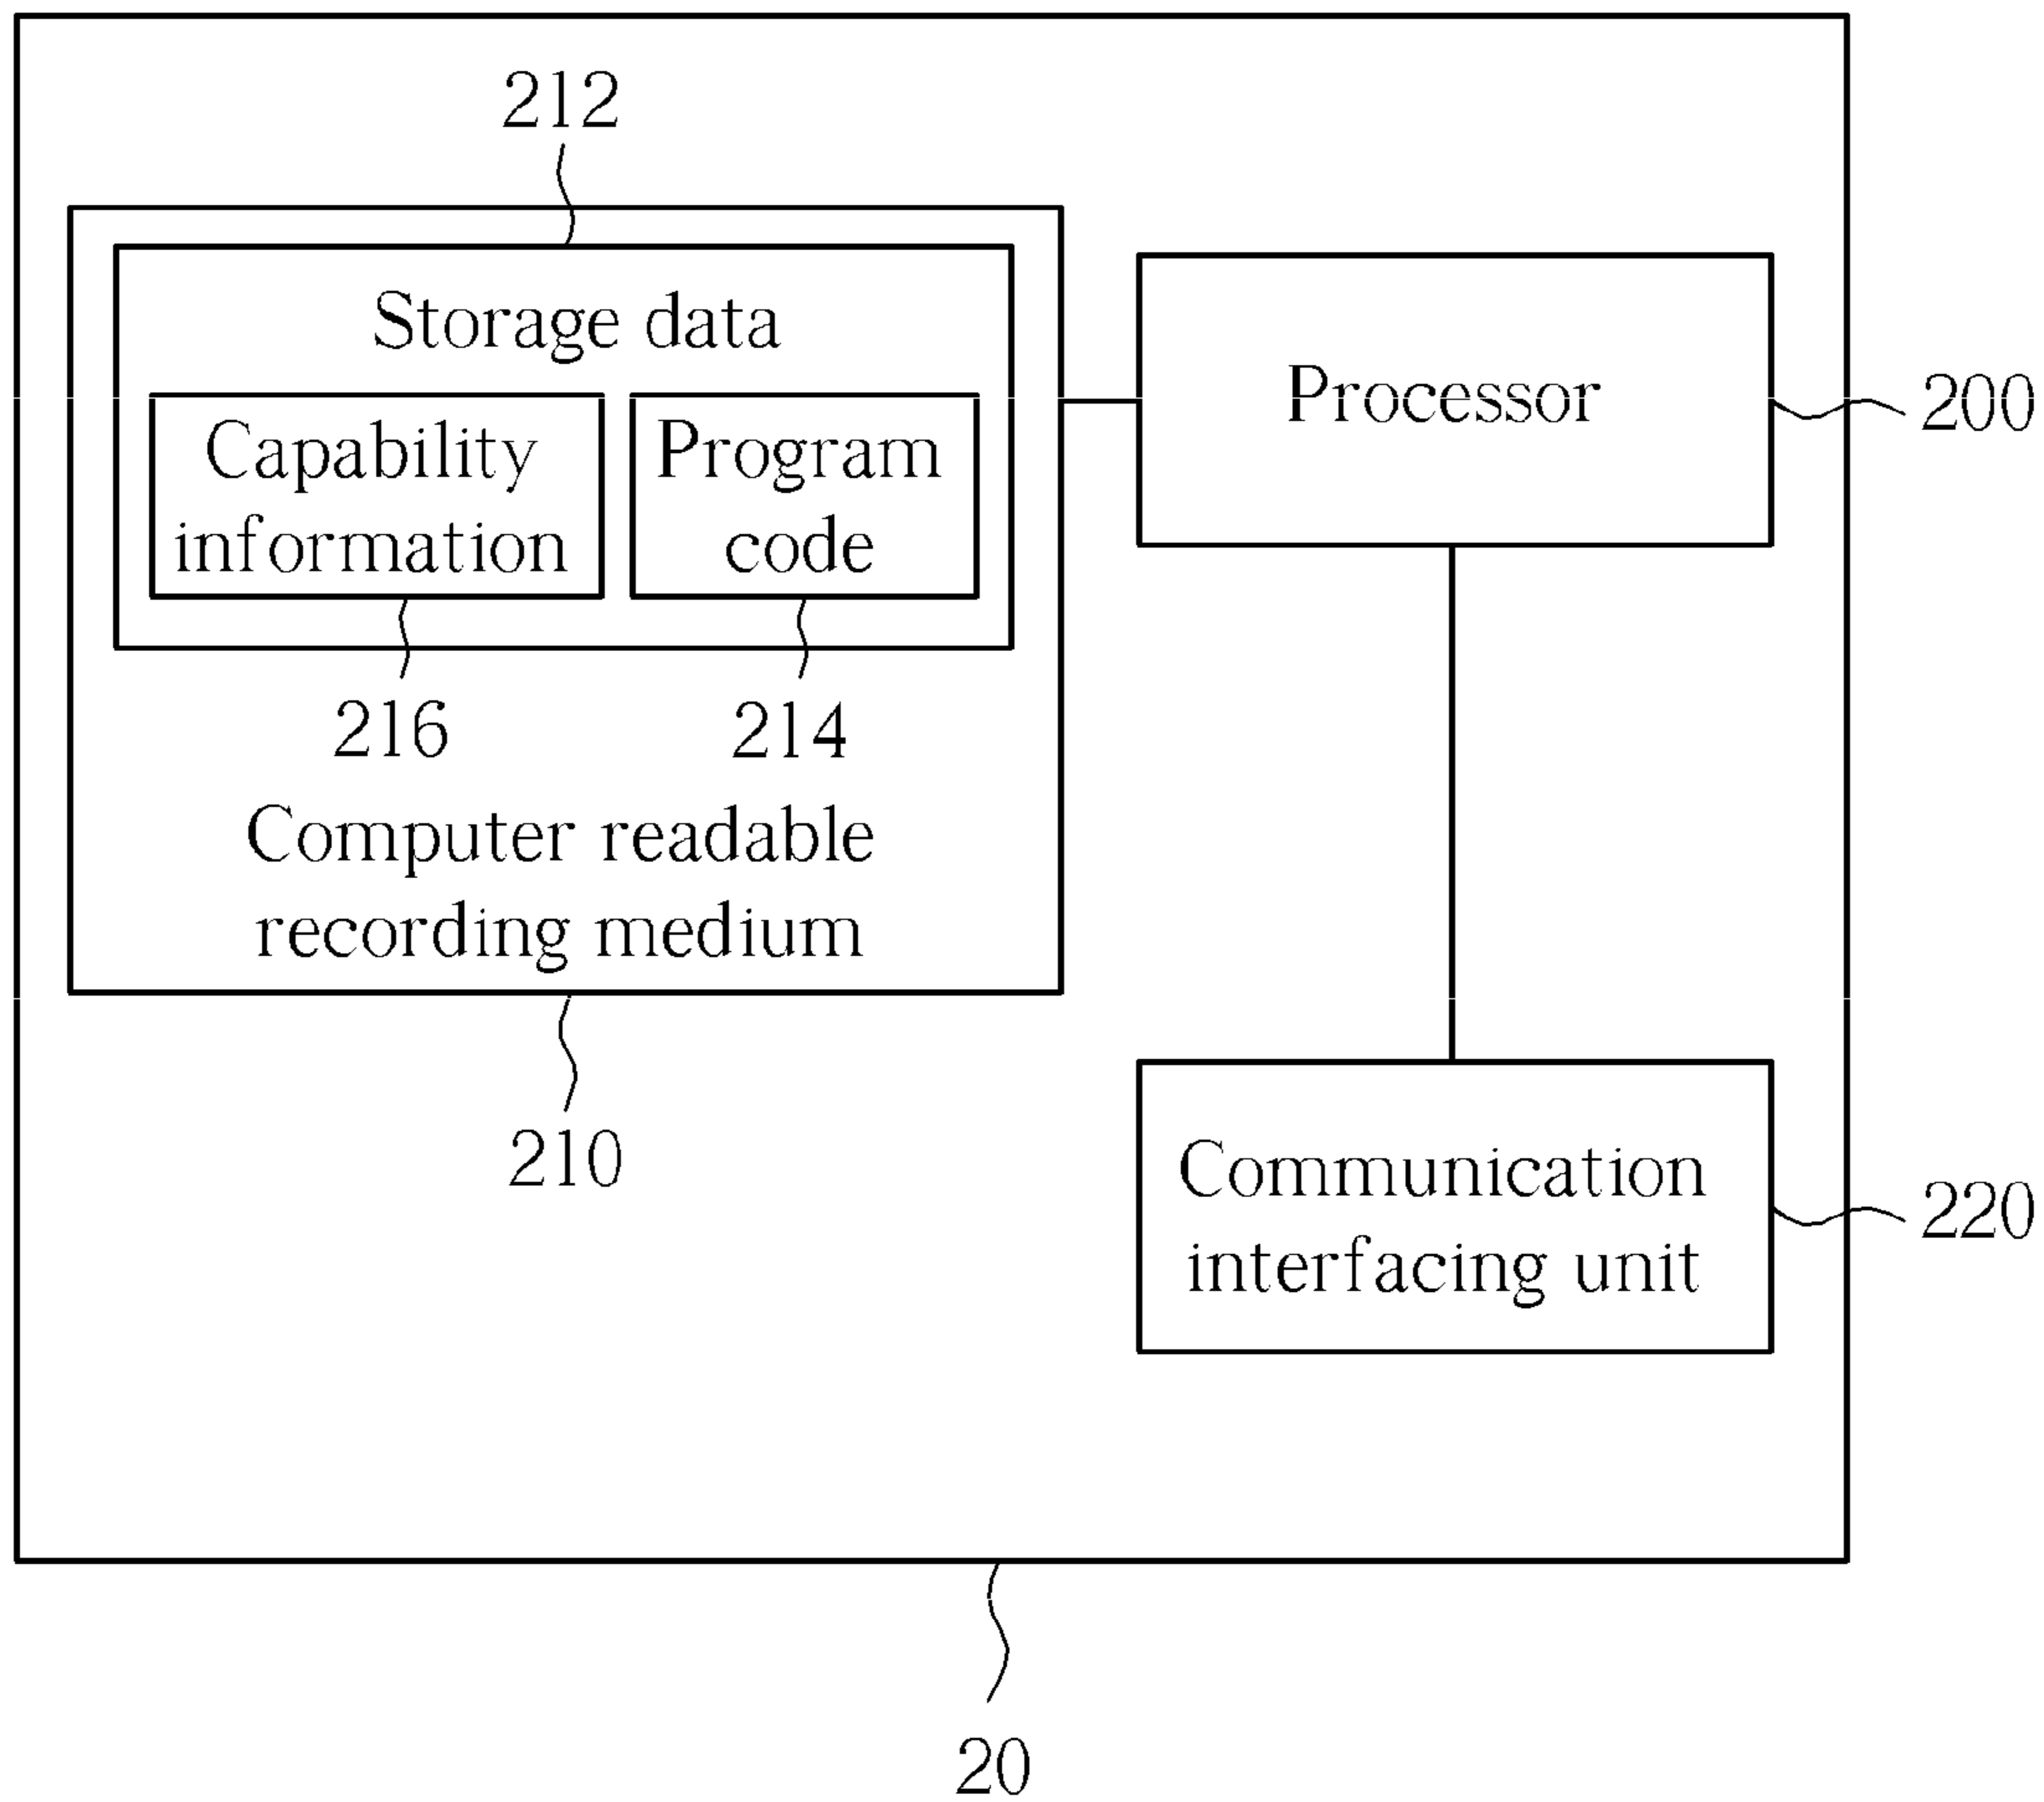 212
Storage data
Processor
200
Capability
information
Program
code
216
214
Computer readable
recording medium
210
Communication
interfacing unit
220
20